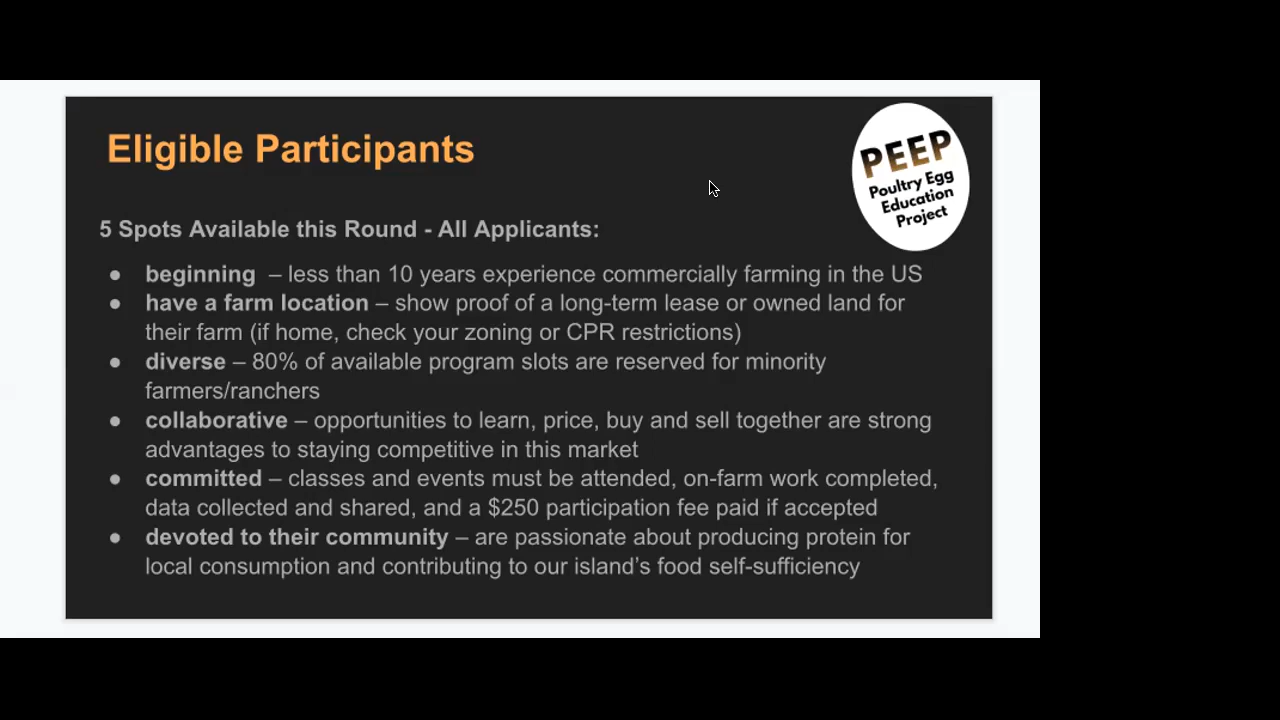 Eligible Participants
PEEP
Poultry Egg
Education
Project
5 Spots Available this Round - All Applicants:
● beginning – less than 10 years experience commercially farming in the US
● have a farm location – show proof of a long-term lease or owned land for
their farm (if home, check your zoning or CPR restrictions)
● diverse – 80% of available program slots are reserved for minority
farmers/ranchers
● collaborative – opportunities to learn, price, buy and sell together are strong
advantages to staying competitive in this market
● committed – classes and events must be attended, on-farm work completed,
data collected and shared, and a $250 participation fee paid if accepted
● devoted to their community – are passionate about producing protein for
local consumption and contributing to our island’s food self-sufficiency